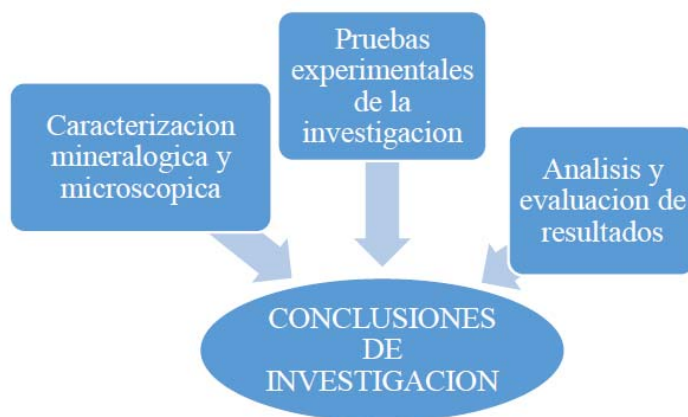 Caracterizacion
mineralogica y
microscopica
Pruebas
experimentales
de la
investigacion
Analisis y
evaluacion de
resultados
CONCLUSIONES
DE
INVESTIGACION